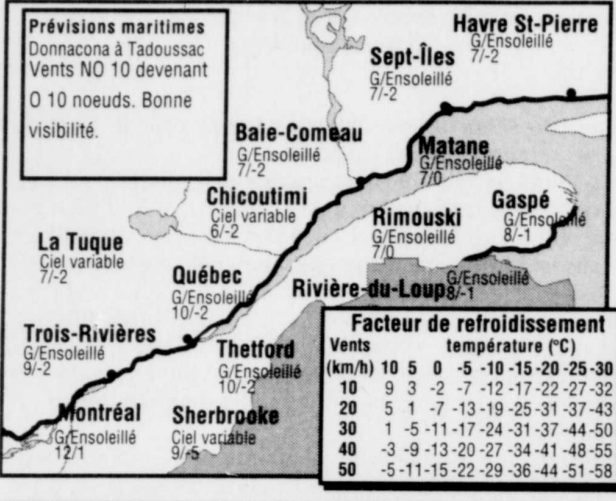 Prévisions maritimes
Donnacona à Tadoussac
Vents NO 10 devenant
O 10 noeuds. Bonne
visibilité.
Havre St-Pierre
G/Ensoleillé
7/-2
Sept-Îles
G/Ensoleillé
7/-2
Baie-Comeau
G/Ensoleillé
7/-2
Matane
G/Ensoleillé
7/0
Chicoutimi
Ciel variable
6/-2
Rimouski
G/Ensoleillé
7/0
Gaspé
G/Ensoleillé
8/-1
La Tuque
Ciel variable
7/-2
Québec
G/Ensoleillé
10/-2
Rivière-du-Loup
G/Ensoleillé
8/-1
Trois-Rivières
G/Ensoleillé
9/-2
Thetford
G/Ensoleillé
10/-2
Montréal
G/Ensoleillé
12/1
Sherbrooke
Ciel variable
9/-5
Facteur de refroidissement
Vents température (°C)
(km/h) 10 5 0 -5 -10 -15 -20 -25 -30
10 9 3 -2 -7 -12 -17 -22 -27 -32
20 5 1 -7 -13 -19 -25 -31 -37 -43
30 1 -5 -11 -17 -24 -31 -37 -44 -50
40 -3 -9 -13 -20 -27 -34 -41 -48 -55
50 -5 -11 -15 -22 -29 -36 -44 -51 -58